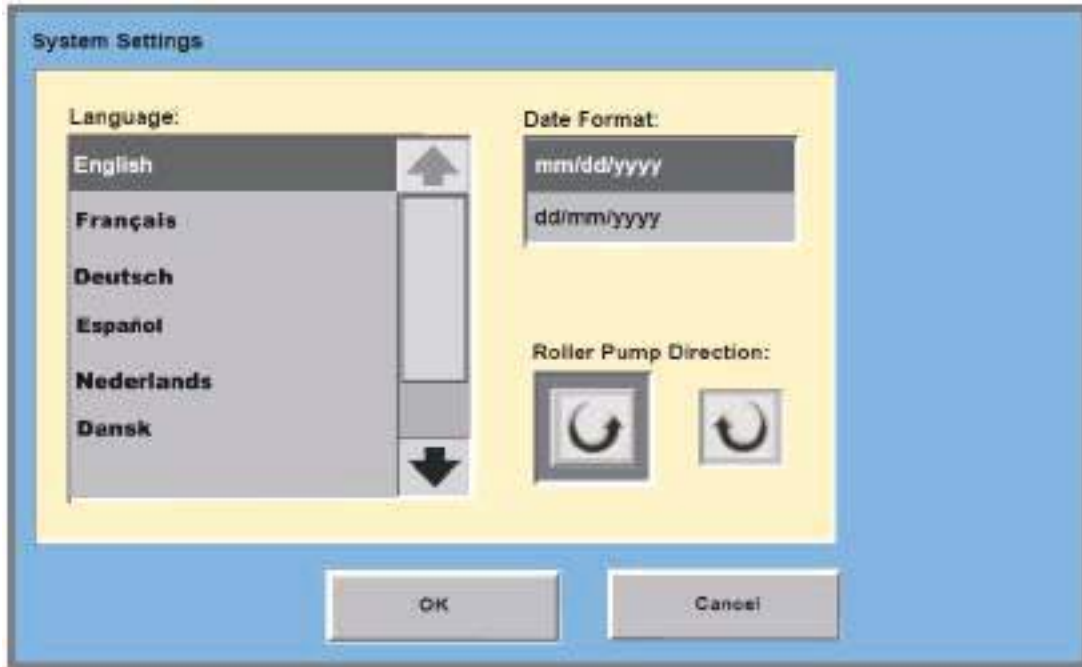 System Settings
Language:
English
Français
Deutsch
Español
Nederlands
Dansk
Date Format:
mm/dd/yyyy
dd/mm/yyyy
Roller Pump Direction:
OK
Cancel